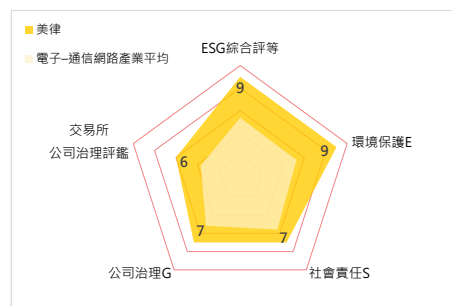 美律
電子–通信網路產業平均
ESG綜合評等
9
環境保護E
9
社會責任S
7
公司治理G
7
交易所
公司治理評鑑
6